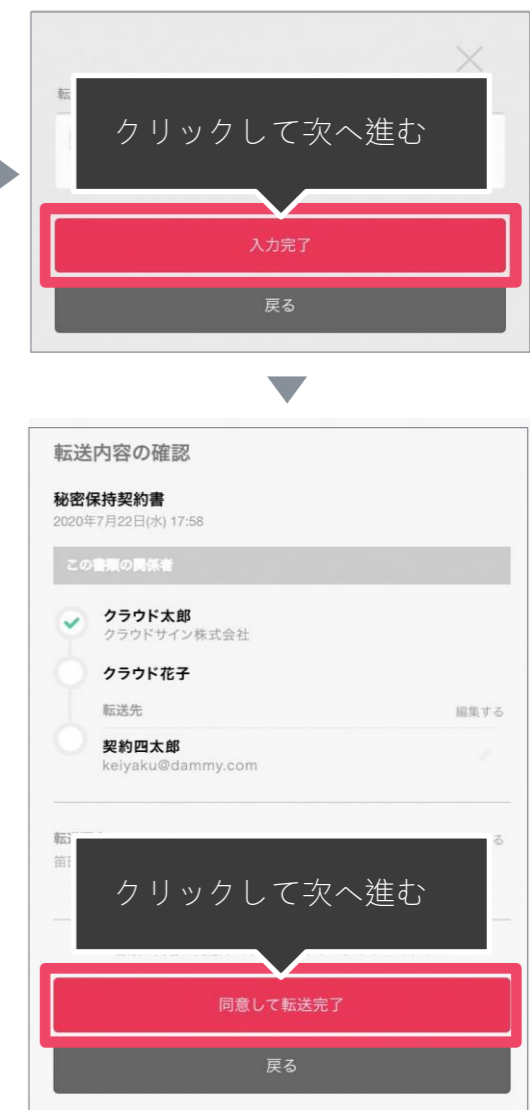 転
クリックして次へ進む
入力完了
戻る
転送内容の確認
秘密保持契約書
2020年7月22日(水) 17:58
この書類の関係者
クラウド太郎
クラウドサイン株式会社
クラウド花子
転送先 編集する
契約四太郎
keiyaku@dammy.com
転送 る
クリックして次へ進む
同意して転送完了
戻る